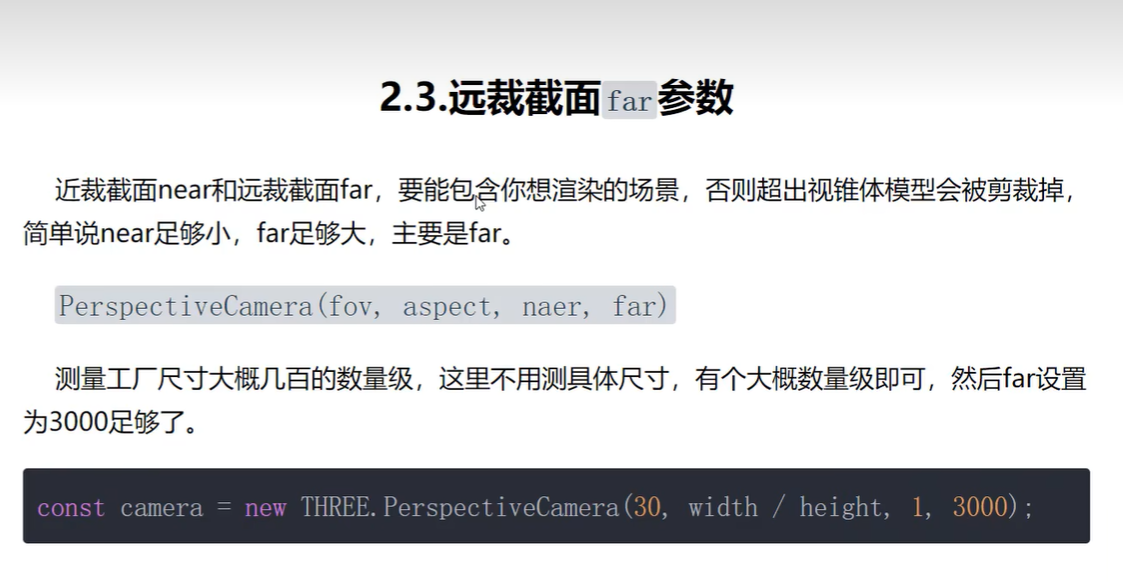 2.3.远裁截面far参数
近裁截面near和远裁截面far，要能包含你想渲染的场景，否则超出视锥体模型会被剪裁掉，
简单说near足够小，far足够大，主要是far。
PerspectiveCamera(fov, aspect, naer, far)
测量工厂尺寸大概几百的数量级，这里不用测具体尺寸，有个大概数量级即可，然后far设置
为3000足够了。
const camera = new THREE.PerspectiveCamera(30, width / height, 1, 3000);